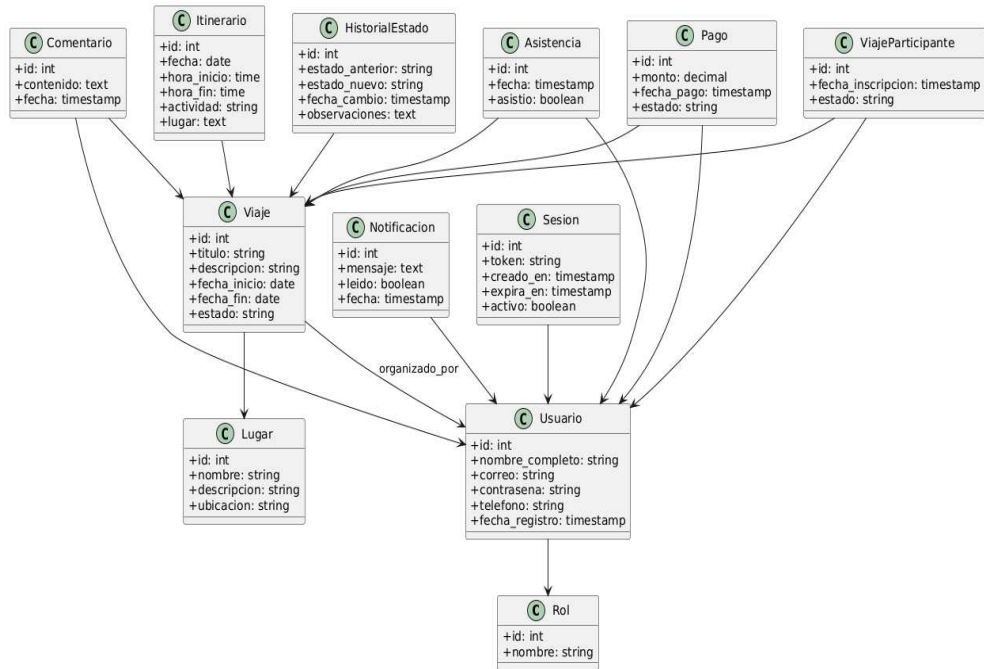 C Comentario
+id: int
+contenido: text
+fecha: timestamp
C Itinerario
+id: int
+fecha: date
+hora_inicio: time
+hora_fin: time
+actividad: string
+lugar: text
C HistorialEstado
+id: int
+estado_anterior: string
+estado_nuevo: string
+fecha_cambio: timestamp
+observaciones: text
C Asistencia
+id: int
+fecha: timestamp
+asistio: boolean
C Pago
+id: int
+monto: decimal
+fecha_pago: timestamp
+estado: string
C ViajeParticipante
+id: int
+fecha_inscripcion: timestamp
+estado: string
C Viaje
+id: int
+titulo: string
+descripcion: string
+fecha_inicio: date
+fecha_fin: date
+estado: string
C Notificacion
+id: int
+mensaje: text
+leido: boolean
+fecha: timestamp
C Sesion
+id: int
+token: string
+creado_en: timestamp
+expira_en: timestamp
+activo: boolean
organizado_por
C Lugar
+id: int
+nombre: string
+descripcion: string
+ubicacion: string
C Usuario
+id: int
+nombre_completo: string
+correo: string
+contrasena: string
+telefono: string
+fecha_registro: timestamp
C Rol
+id: int
+nombre: string